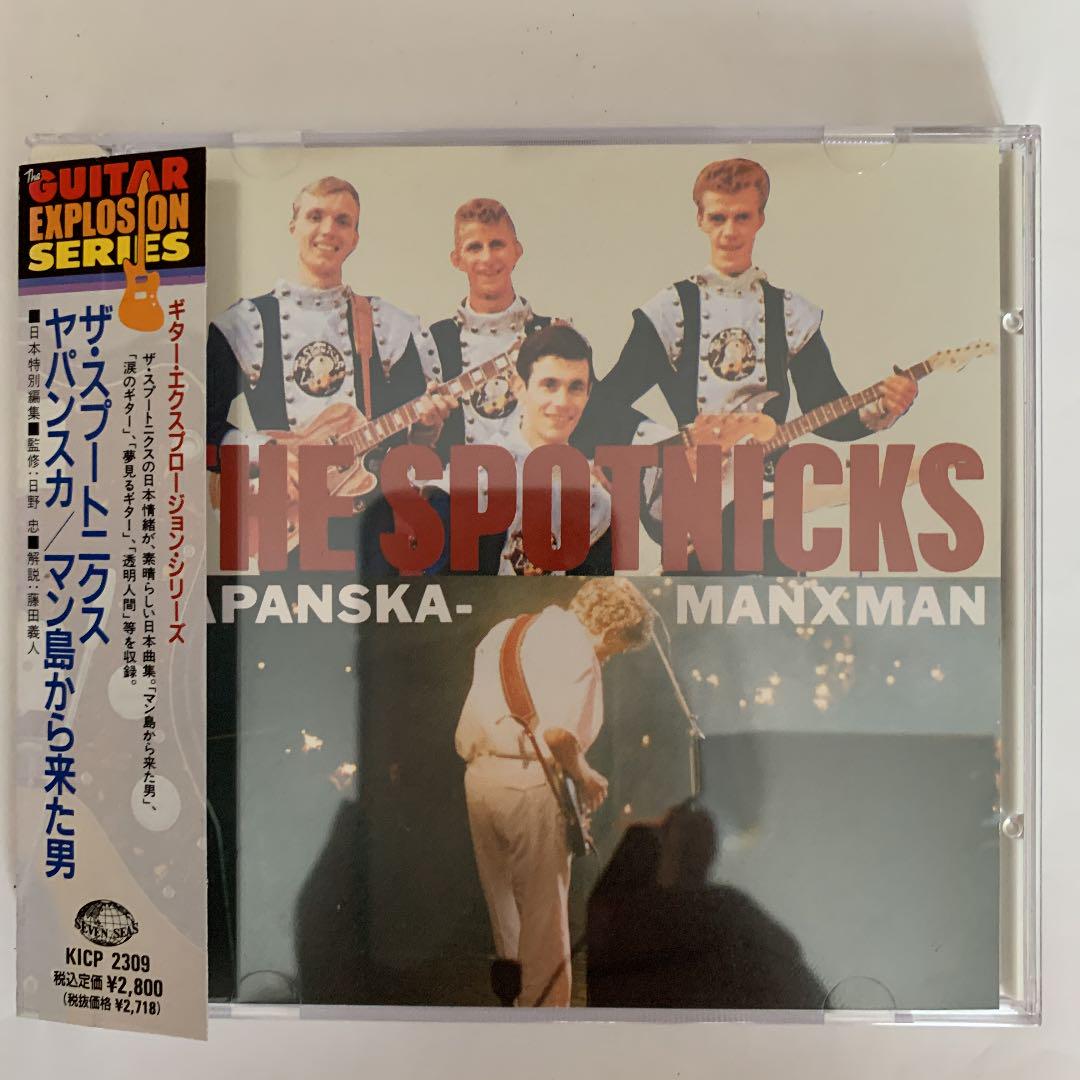 The
GUITAR
EXPLOSION
SERIES
ギター・エクスプロージョン・シリーズ
ザ・スプートニクスの日本情緒が、素晴らしい日本曲集。「マン島から来た男」、
「涙のギター」、「夢見るギター」、「透明人間」等を収録。
ザ・スプートニクス
ヤパンスカ／マン島から来た男
■日本特別編集■監修:日野 忠■解説:藤田義人
SEVEN SEAS
KICP 2309
税込定価 ¥2,800
(税抜価格 ¥2,718)
THE SPOTNICKS
APANSKA-
MANXMAN